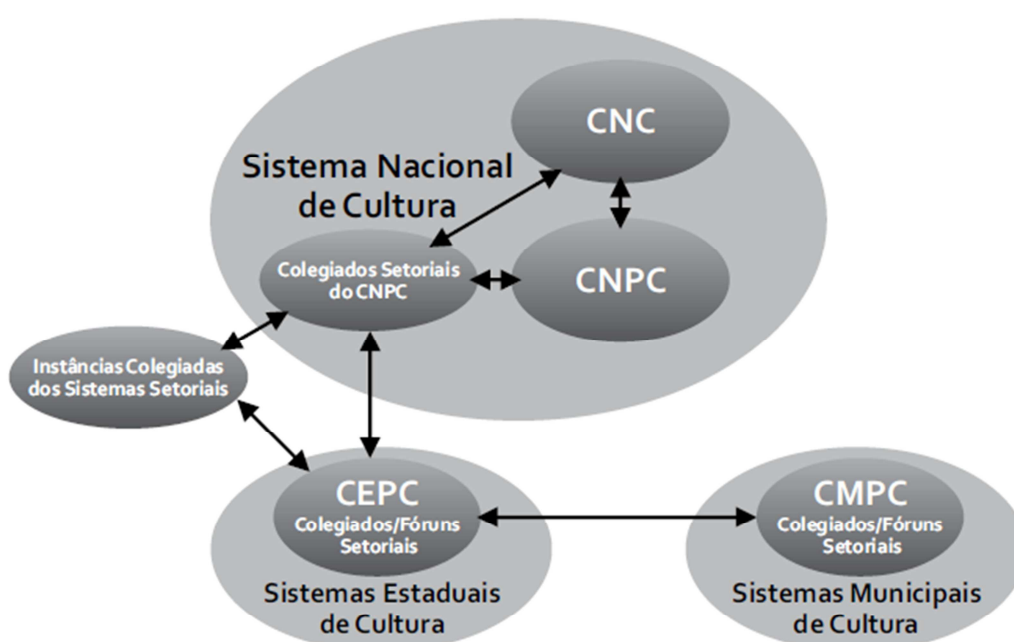 CNC
Sistema Nacional
de Cultura
Colegiados Setoriais
do CNPC
CNPC
Instâncias Colegiadas
dos Sistemas Setoriais
CEPC
Colegiados/Fóruns
Setoriais
Sistemas Estaduais
de Cultura
CMPC
Colegiados/Fóruns
Setoriais
Sistemas Municipais
de Cultura